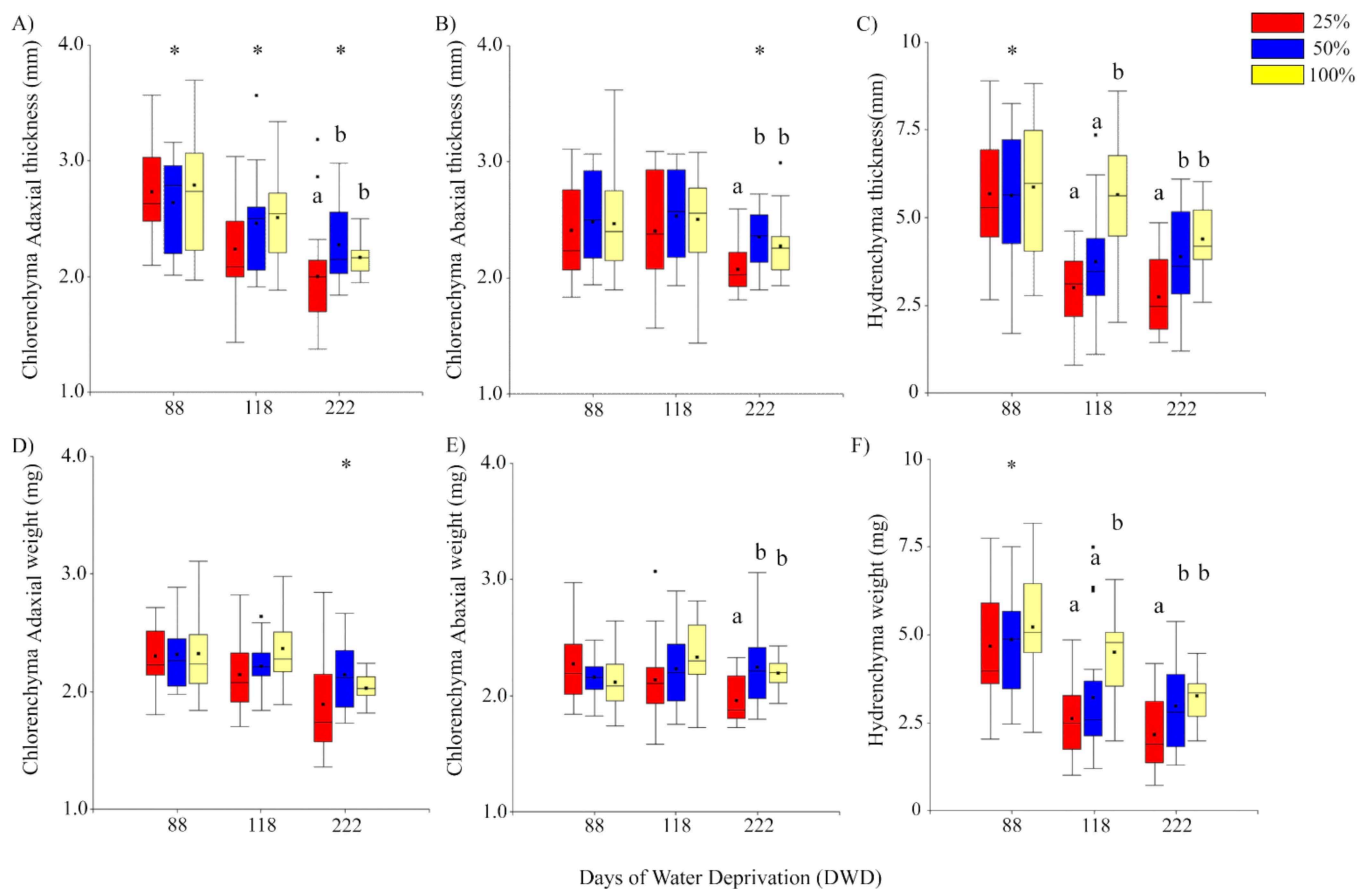 A)
Chlorenchyma Adaxial thickness (mm)
4.0
3.0
2.0
1.0
* * *
a b b
88 118 222
B)
Chlorenchyma Abaxial thickness (mm)
4.0
3.0
2.0
1.0
*
a b b
88 118 222
C)
Hydrenchyma thickness(mm)
10
7.5
5.0
2.5
0
*
a a b
a b b
88 118 222
25%
50%
100%
D)
Chlorenchyma Adaxial weight (mg)
4.0
3.0
2.0
1.0
*
88 118 222
E)
Chlorenchyma Abaxial weight (mg)
4.0
3.0
2.0
1.0
a b b
88 118 222
F)
Hydrenchyma weight (mg)
10
7.5
5.0
2.5
0
*
a a b
a b b
88 118 222
Days of Water Deprivation (DWD)